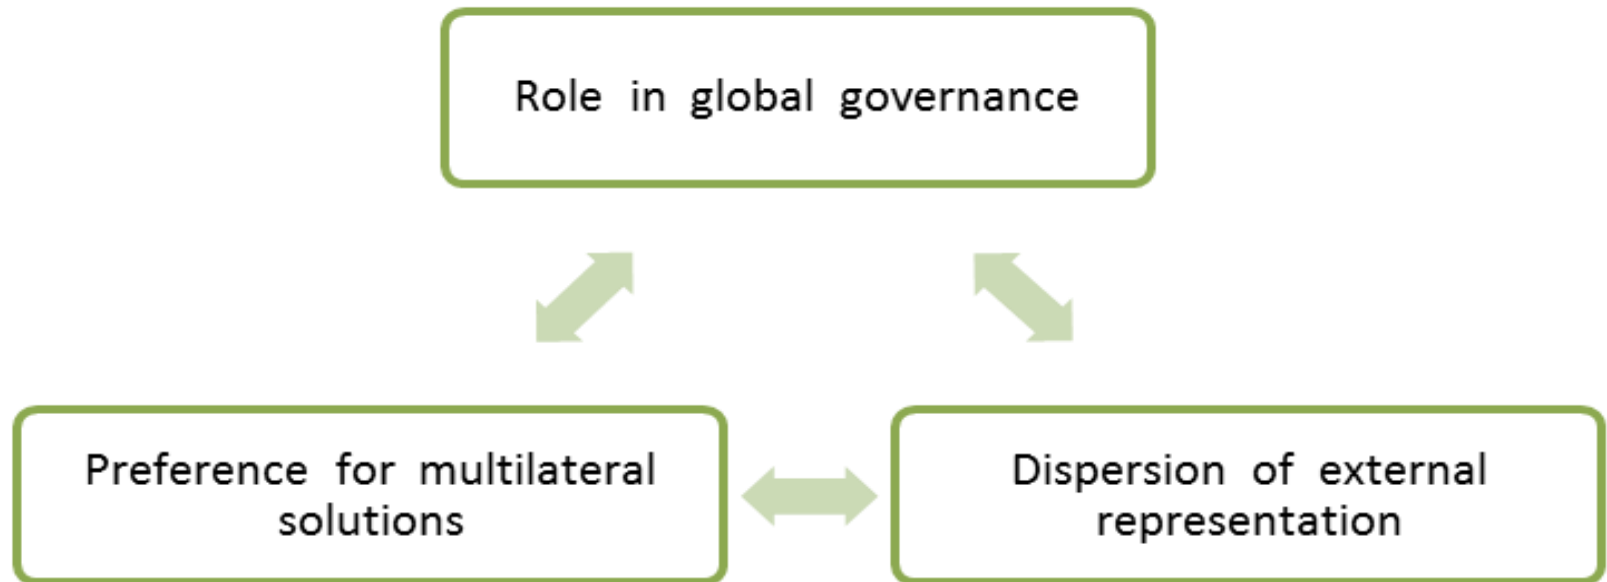 Role in global governance
Preference for multilateral
solutions
Dispersion of external
representation